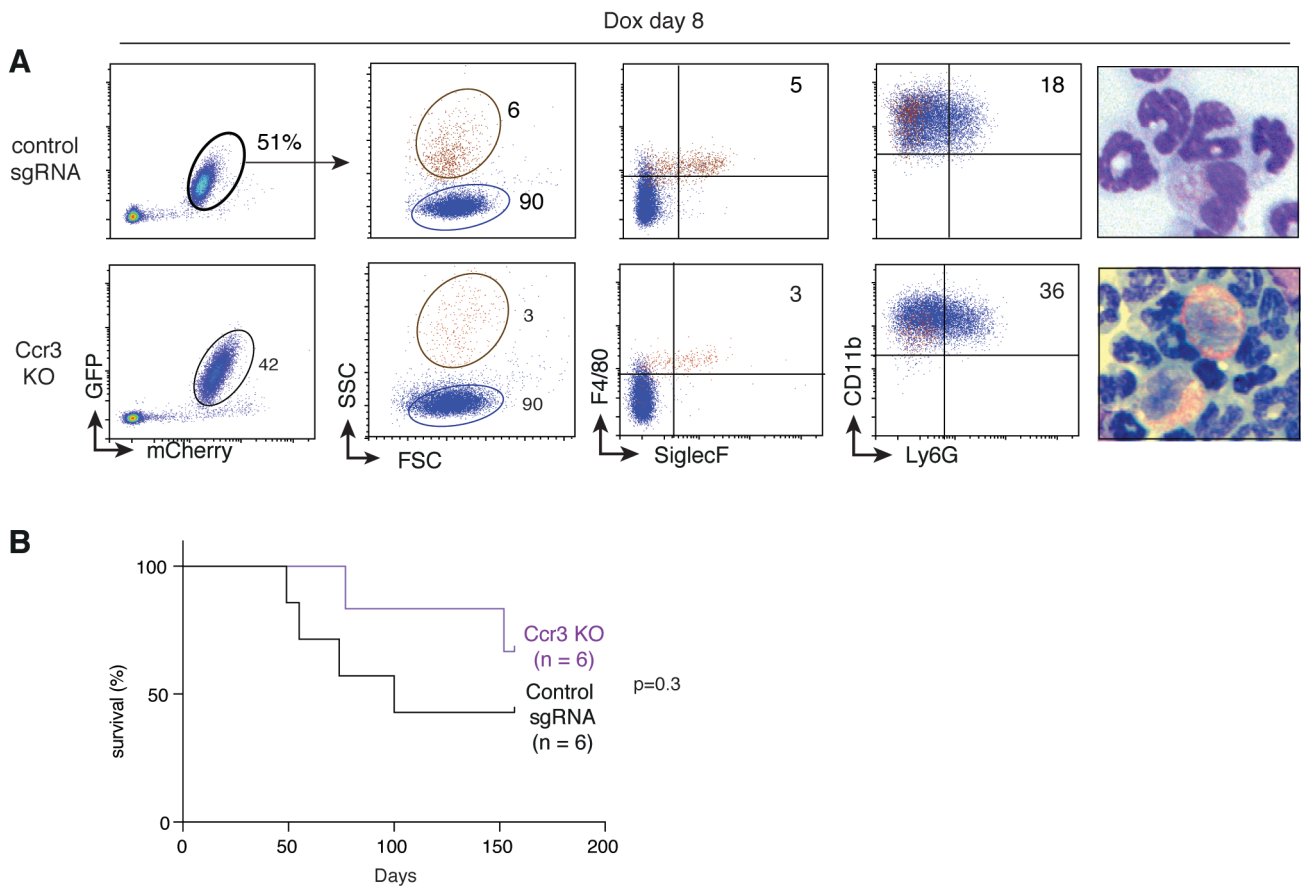 Dox day 8
A
control
sgRNA
51%
6
90
5
18
Ccr3
KO
GFP
mCherry
42
SSC
FSC
3
90
F4/80
SiglecF
3
CD11b
Ly6G
36
B
survival (%)
100
50
0
0
50
100
150
200
Days
Ccr3 KO
(n = 6)
Control
sgRNA
(n = 6)
p=0.3